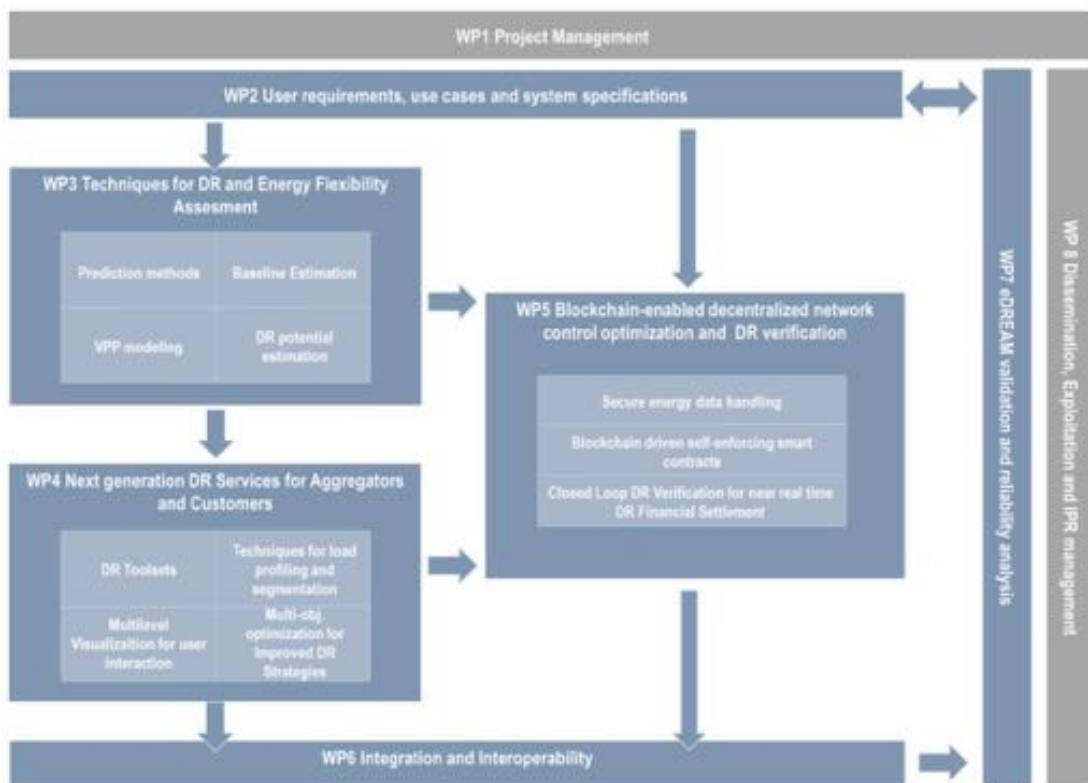 WP1 Project Management
WP2 User requirements, use cases and system specifications
WP3 Techniques for DR and Energy Flexibility
Assesment
Prediction methods
Baseline Estimation
VPP modeling
DR potential
estimation
WP4 Next generation DR Services for Aggregators
and Customers
DR Toolsets
Techniques for load
profiling and
segmentation
Multilevel
Visualizaition for user
interaction
Multi-obj.
optimization for
Improved DR
Strategies
WP5 Blockchain-enabled decentralized network
control optimization and DR verification
Secure energy data handling
Blockchain driven self-enforcing smart
contracts
Closed Loop DR Verification for near real time
DR Financial Settlement
WP6 Integration and Interoperability
WP7 eDREAM validation and reliability analysis
WP 8 Dissemination, Exploitation and IPR management